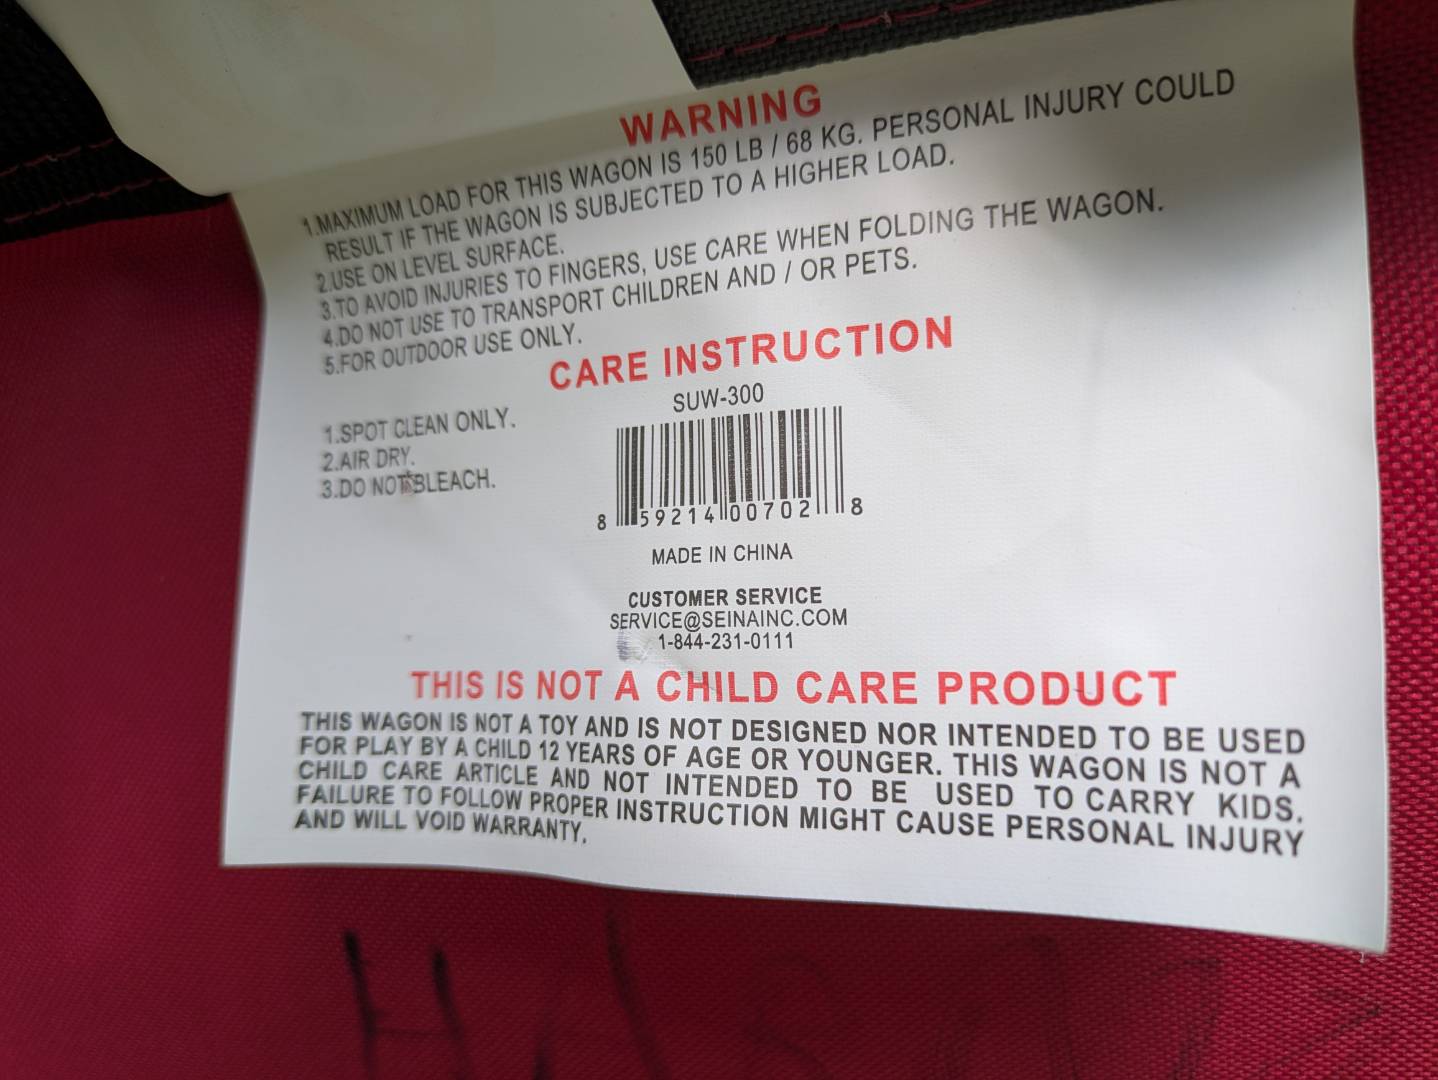 WARNING
1.MAXIMUM LOAD FOR THIS WAGON IS 150 LB / 68 KG. PERSONAL INJURY COULD
RESULT IF THE WAGON IS SUBJECTED TO A HIGHER LOAD.
2.USE ON LEVEL SURFACE.
3.TO AVOID INJURIES TO FINGERS, USE CARE WHEN FOLDING THE WAGON.
4.DO NOT USE TO TRANSPORT CHILDREN AND / OR PETS.
5.FOR OUTDOOR USE ONLY.
CARE INSTRUCTION
SUW-300
1.SPOT CLEAN ONLY.
2.AIR DRY.
3.DO NOT BLEACH.
8 59214 00702 8
MADE IN CHINA
CUSTOMER SERVICE
SERVICE@SEINAINC.COM
1-844-231-0111
THIS IS NOT A CHILD CARE PRODUCT
THIS WAGON IS NOT A TOY AND IS NOT DESIGNED NOR INTENDED TO BE USED
FOR PLAY BY A CHILD 12 YEARS OF AGE OR YOUNGER. THIS WAGON IS NOT A
CHILD CARE ARTICLE AND NOT INTENDED TO BE USED TO CARRY KIDS.
FAILURE TO FOLLOW PROPER INSTRUCTION MIGHT CAUSE PERSONAL INJURY
AND WILL VOID WARRANTY.